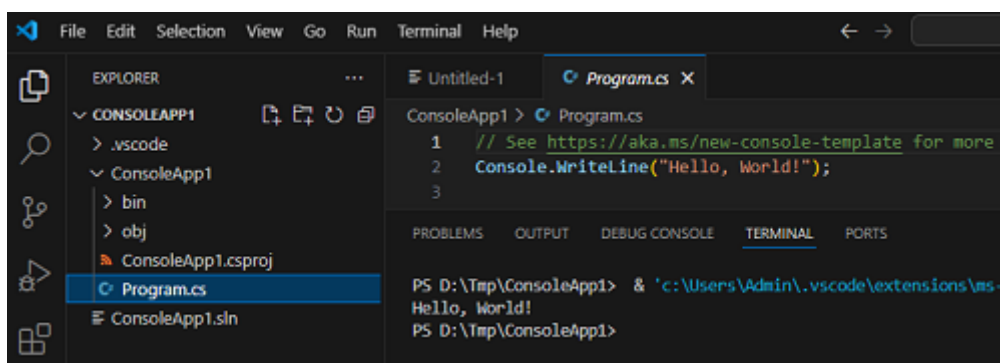 File Edit Selection View Go Run Terminal Help
EXPLORER ...
CONSOLEAPP1
.vscode
ConsoleApp1
bin
obj
ConsoleApp1.csproj
Program.cs
ConsoleApp1.sln
Untitled-1 Program.cs
ConsoleApp1 > Program.cs
1 // See https://aka.ms/new-console-template for more
2 Console.WriteLine("Hello, World!");
3
PROBLEMS OUTPUT DEBUG CONSOLE TERMINAL PORTS
PS D:\Tmp\ConsoleApp1> & 'c:\Users\Admin\.vscode\extensions\ms-
Hello, World!
PS D:\Tmp\ConsoleApp1>